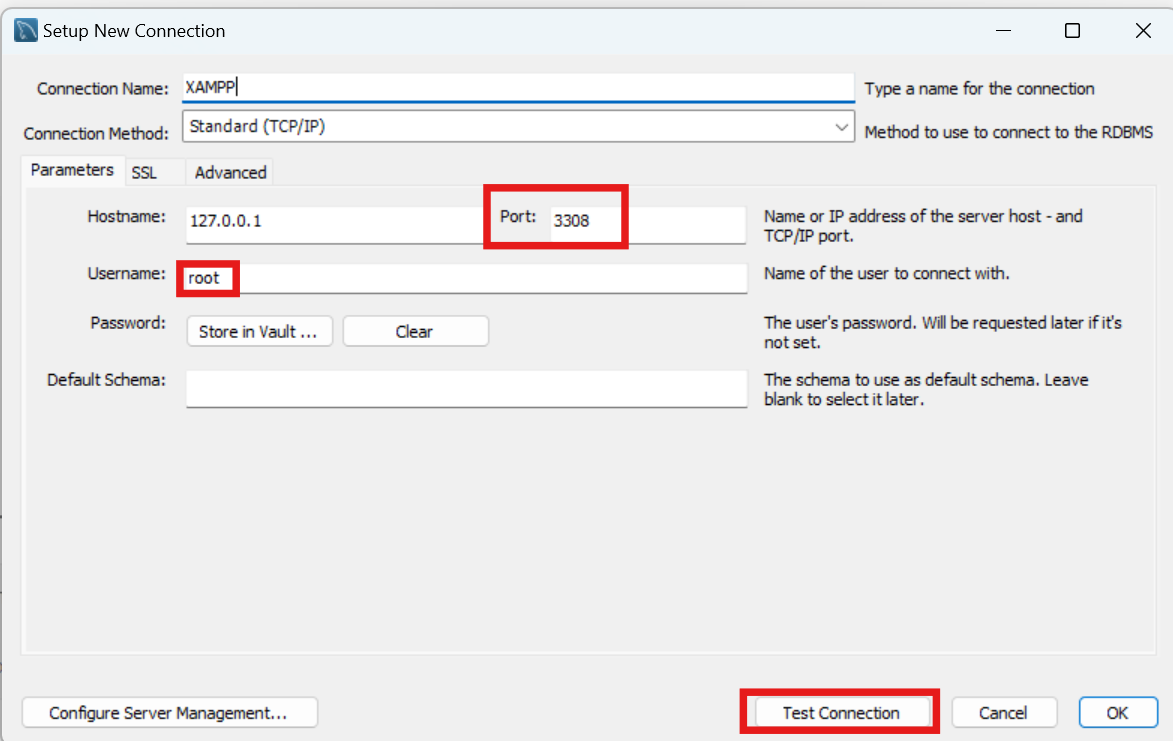 Setup New Connection
Connection Name: XAMPP Type a name for the connection
Connection Method: Standard (TCP/IP) Method to use to connect to the RDBMS
Parameters SSL Advanced
Hostname: 127.0.0.1 Port: 3308 Name or IP address of the server host - and
TCP/IP port.
Username: root Name of the user to connect with.
Password: Store in Vault ... Clear The user's password. Will be requested later if it's
not set.
Default Schema: The schema to use as default schema. Leave
blank to select it later.
Configure Server Management... Test Connection Cancel OK